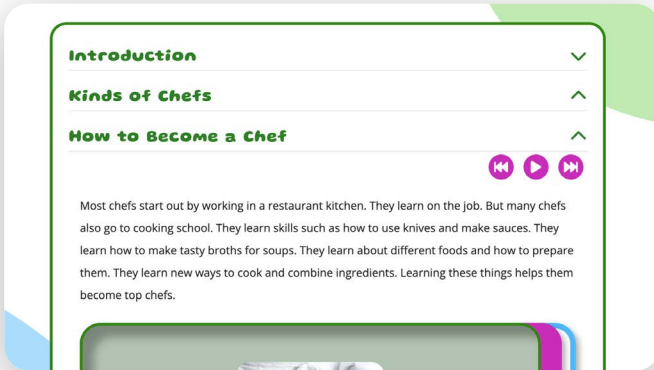 Introduction
Kinds of Chefs
How to Become a Chef
Most chefs start out by working in a restaurant kitchen. They learn on the job. But many chefs
also go to cooking school. They learn skills such as how to use knives and make sauces. They
learn how to make tasty broths for soups. They learn about different foods and how to prepare
them. They learn new ways to cook and combine ingredients. Learning these things helps them
become top chefs.